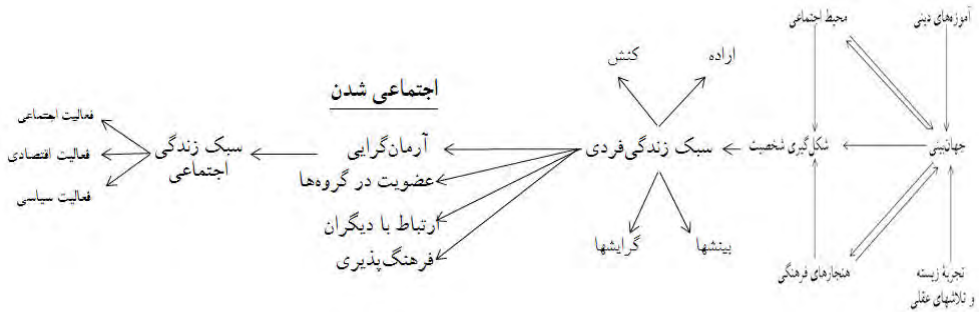 آموزه‌های دینی
محیط اجتماعی
جهان‌بینی
شکل‌گیری شخصیت
تجربهٔ زیسته
و تلاشهای عقلی
هنجارهای فرهنگی
اراده
کنش
سبک زندگی‌فردی
بینشها
گرایشها
اجتماعی شدن
آرمان‌گرایی
عضویت در گروه‌ها
ارتباط با دیگران
فرهنگ‌پذیری
سبک زندگی
اجتماعی
فعالیت اجتماعی
فعالیت اقتصادی
فعالیت سیاسی